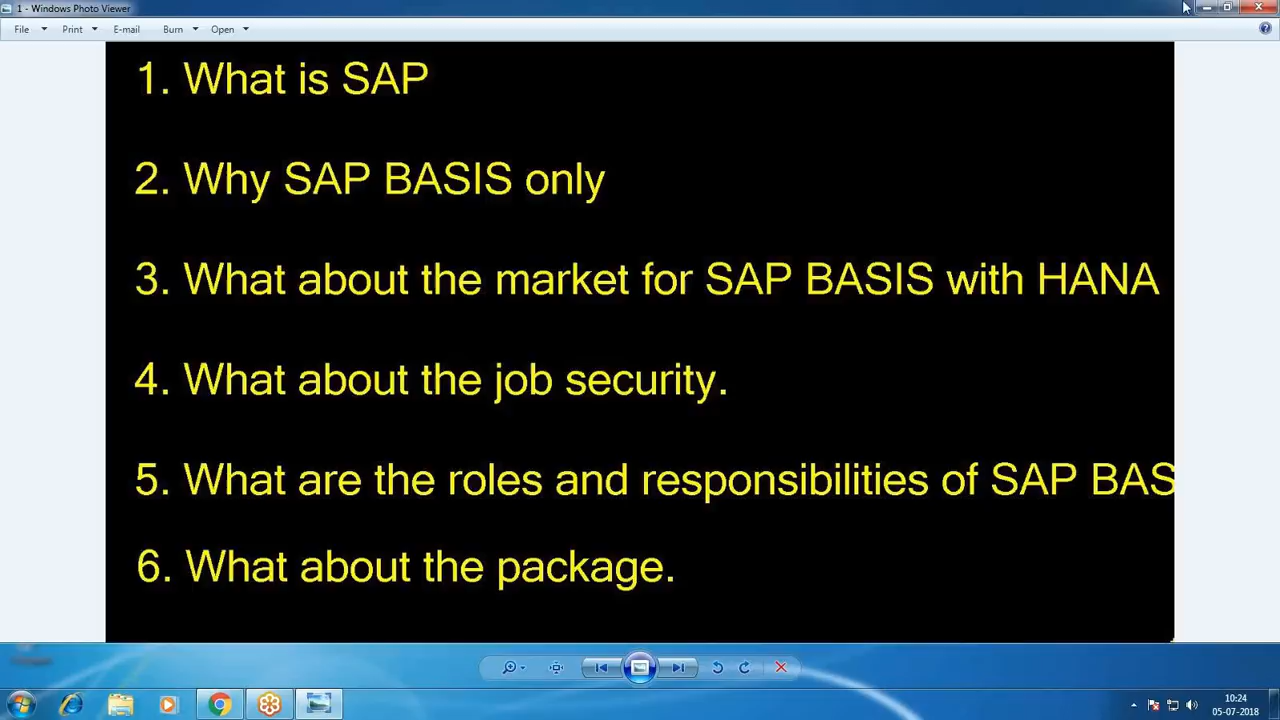 1 - Windows Photo Viewer
File Print E-mail Burn Open
1. What is SAP
2. Why SAP BASIS only
3. What about the market for SAP BASIS with HANA
4. What about the job security.
5. What are the roles and responsibilities of SAP BAS
6. What about the package.
10:24
05-07-2018